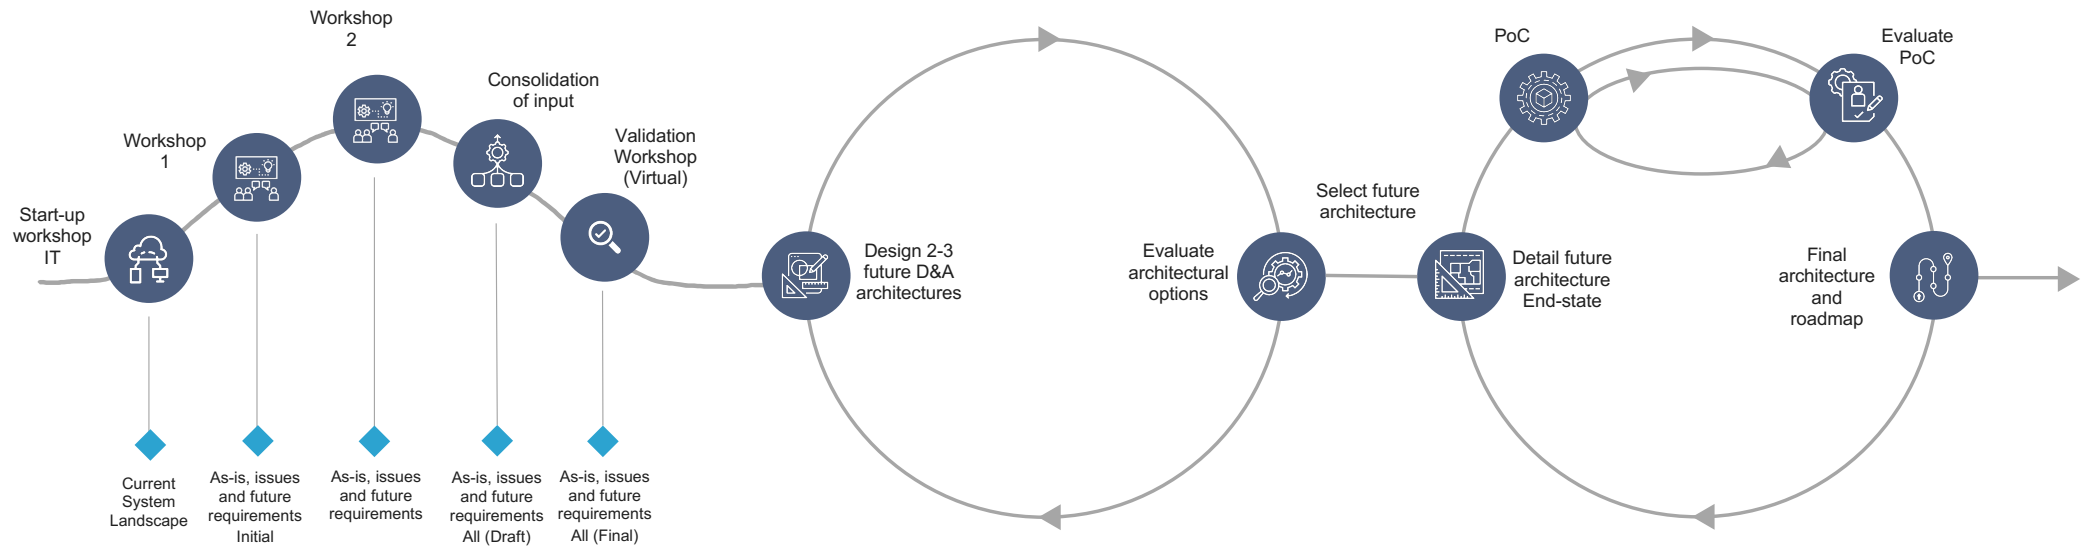 Start-up
workshop
IT
Workshop
1
Workshop
2
Consolidation
of input
Validation
Workshop
(Virtual)
Current
System
Landscape
As-is, issues
and future
requirements
Initial
As-is, issues
and future
requirements
As-is, issues
and future
requirements
All (Draft)
As-is, issues
and future
requirements
All (Final)
Design 2-3
future D&A
architectures
Evaluate
architectural
options
Select future
architecture
Detail future
architecture
End-state
PoC
Evaluate
PoC
Final
architecture
and
roadmap